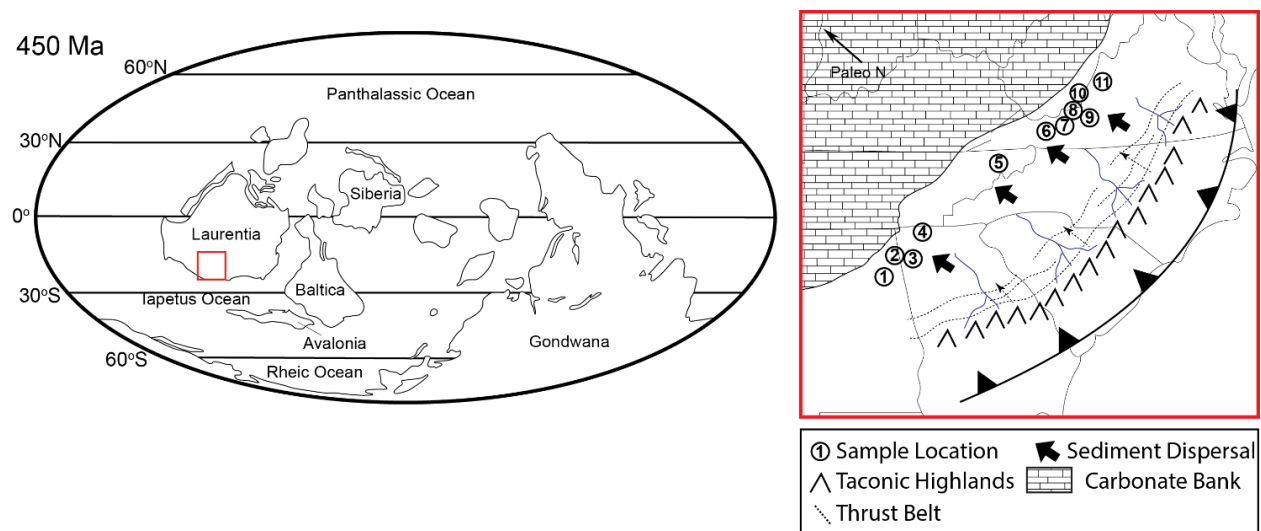 450 Ma
60°N
Panthalassic Ocean
30°N
Siberia
0°
Laurentia
Baltica
30°S
Iapetus Ocean
Avalonia
Gondwana
60°S
Rheic Ocean
Paleo N
11
10
8
9
7
6
5
4
2
3
1
① Sample Location
Sediment Dispersal
Taconic Highlands
Carbonate Bank
Thrust Belt